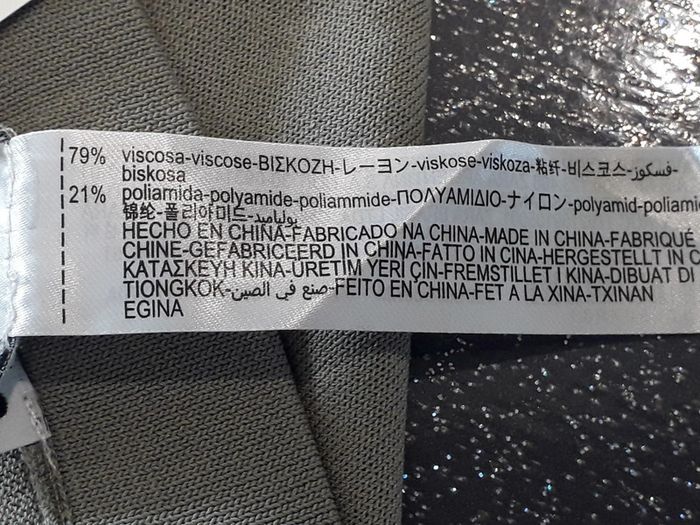 79% viscosa-viscose-ΒΙΣΚΟΖΗ-レーヨン-viskose-viskoza-粘纤-비스코스-فسكوز-
biskosa
21% poliamida-polyamide-poliammide-ΠΟΛΥΑΜΙΔΙΟ-ナイロン-polyamid-poliami
锦纶-폴리아미드-بولياميد
HECHO EN CHINA-FABRICADO NA CHINA-MADE IN CHINA-FABRIQUÉ
CHINE-GEFABRICEERD IN CHINA-FATTO IN CINA-HERGESTELLT IN C
ΚΑΤΑΣΚΕΥΗ ΚΙΝΑ-ÜRETİM YERİ ÇİN-FREMSTILLET I KINA-DIBUAT DI
TIONGKOK-صنع في الصين-FEITO EN CHINA-FET A LA XINA-TXINAN
EGINA